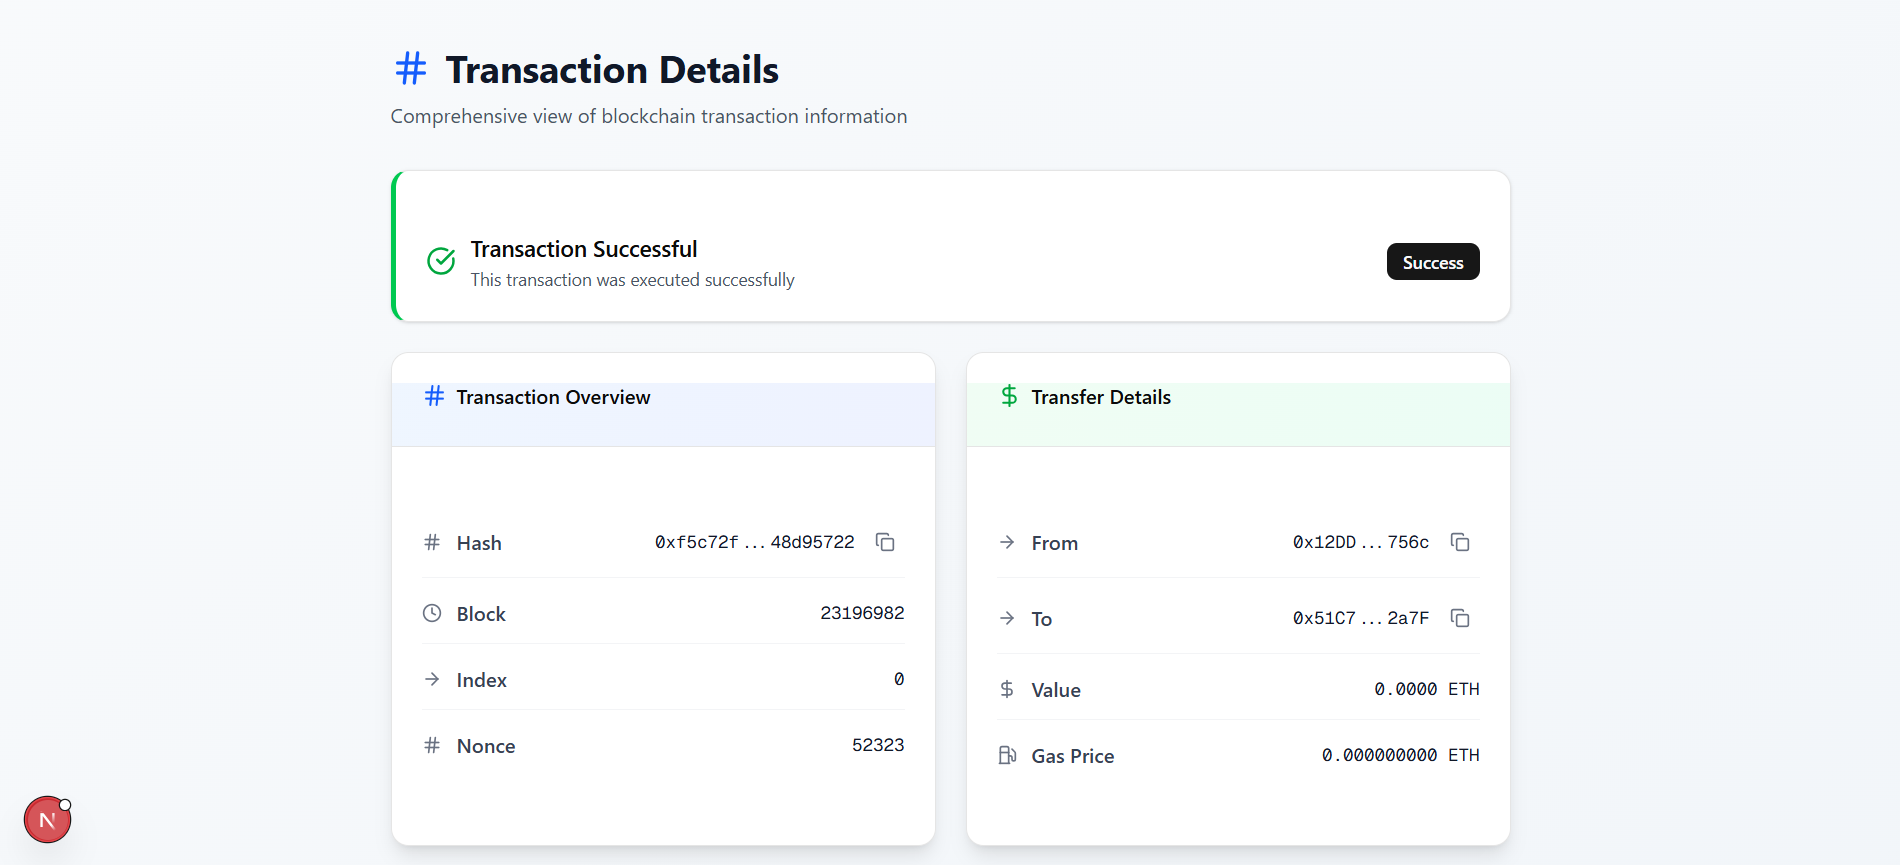 Transaction Details
Comprehensive view of blockchain transaction information
Transaction Successful
This transaction was executed successfully
Success
Transaction Overview
Hash 0xf5c72f...48d95722
Block 23196982
Index 0
Nonce 52323
Transfer Details
From 0x12DD...756c
To 0x51C7...2a7F
Value 0.0000 ETH
Gas Price 0.000000000 ETH
N